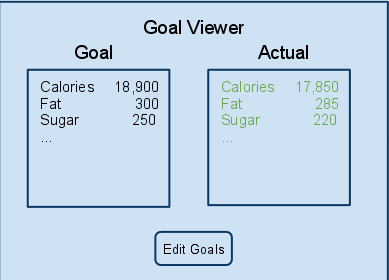 Goal Viewer
Goal
Actual
Calories 18,900
Fat 300
Sugar 250
...
Calories 17,850
Fat 285
Sugar 220
...
Edit Goals